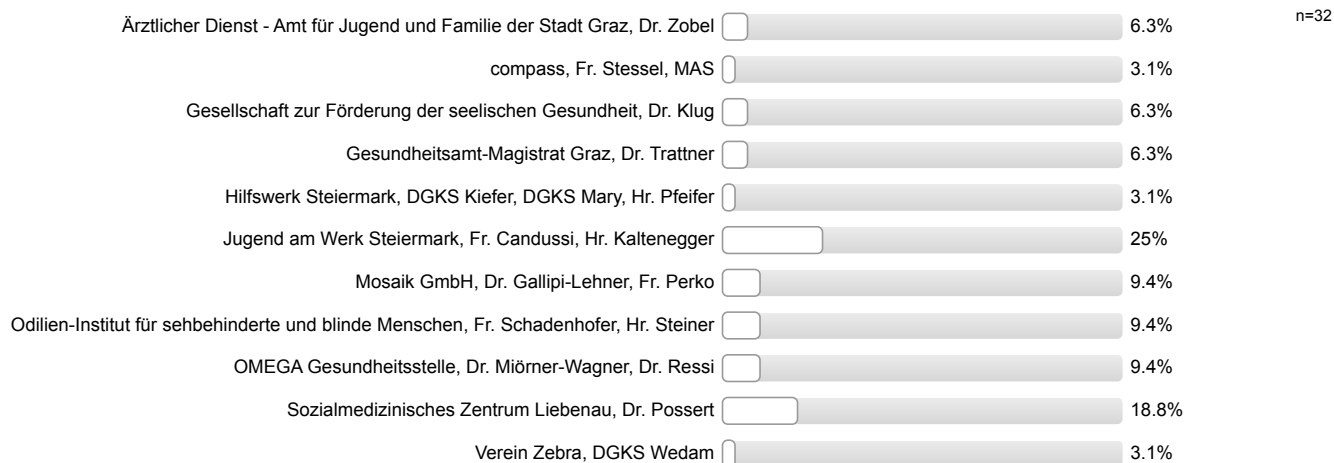 Ärztlicher Dienst - Amt für Jugend und Familie der Stadt Graz, Dr. Zobel 6.3% n=32
compass, Fr. Stessel, MAS 3.1%
Gesellschaft zur Förderung der seelischen Gesundheit, Dr. Klug 6.3%
Gesundheitsamt-Magistrat Graz, Dr. Trattner 6.3%
Hilfswerk Steiermark, DGKS Kiefer, DGKS Mary, Hr. Pfeifer 3.1%
Jugend am Werk Steiermark, Fr. Candussi, Hr. Kaltenegger 25%
Mosaik GmbH, Dr. Gallipi-Lehner, Fr. Perko 9.4%
Odilien-Institut für sehbehinderte und blinde Menschen, Fr. Schadenhofer, Hr. Steiner 9.4%
OMEGA Gesundheitsstelle, Dr. Miörner-Wagner, Dr. Ressi 9.4%
Sozialmedizinisches Zentrum Liebenau, Dr. Possert 18.8%
Verein Zebra, DGKS Wedam 3.1%